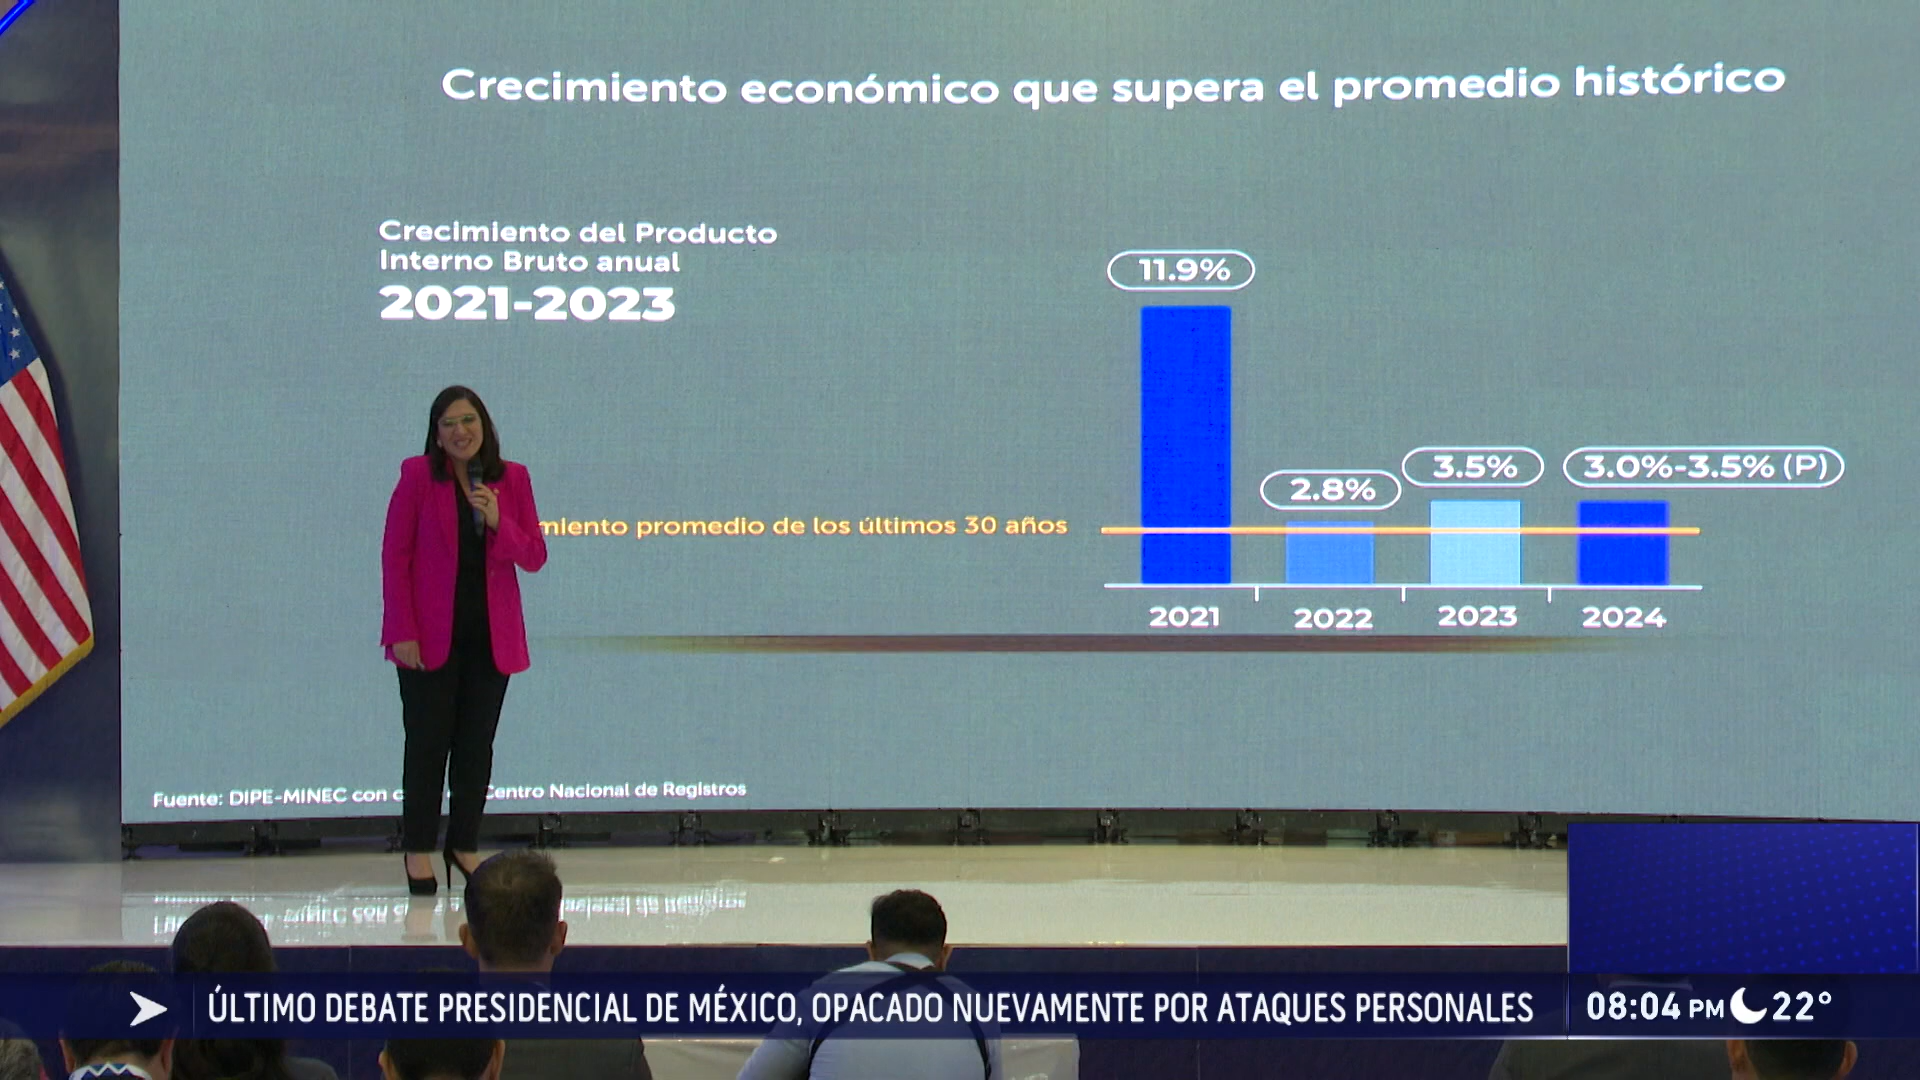 Crecimiento económico que supera el promedio histórico
Crecimiento del Producto
Interno Bruto anual
2021-2023
11.9%
2.8%
3.5%
3.0%-3.5% (P)
promedio de los últimos 30 años
2021
2022
2023
2024
Fuente: DIPE-MINEC con Centro Nacional de Registros
ÚLTIMO DEBATE PRESIDENCIAL DE MÉXICO, OPACADO NUEVAMENTE POR ATAQUES PERSONALES
08:04 PM 22°